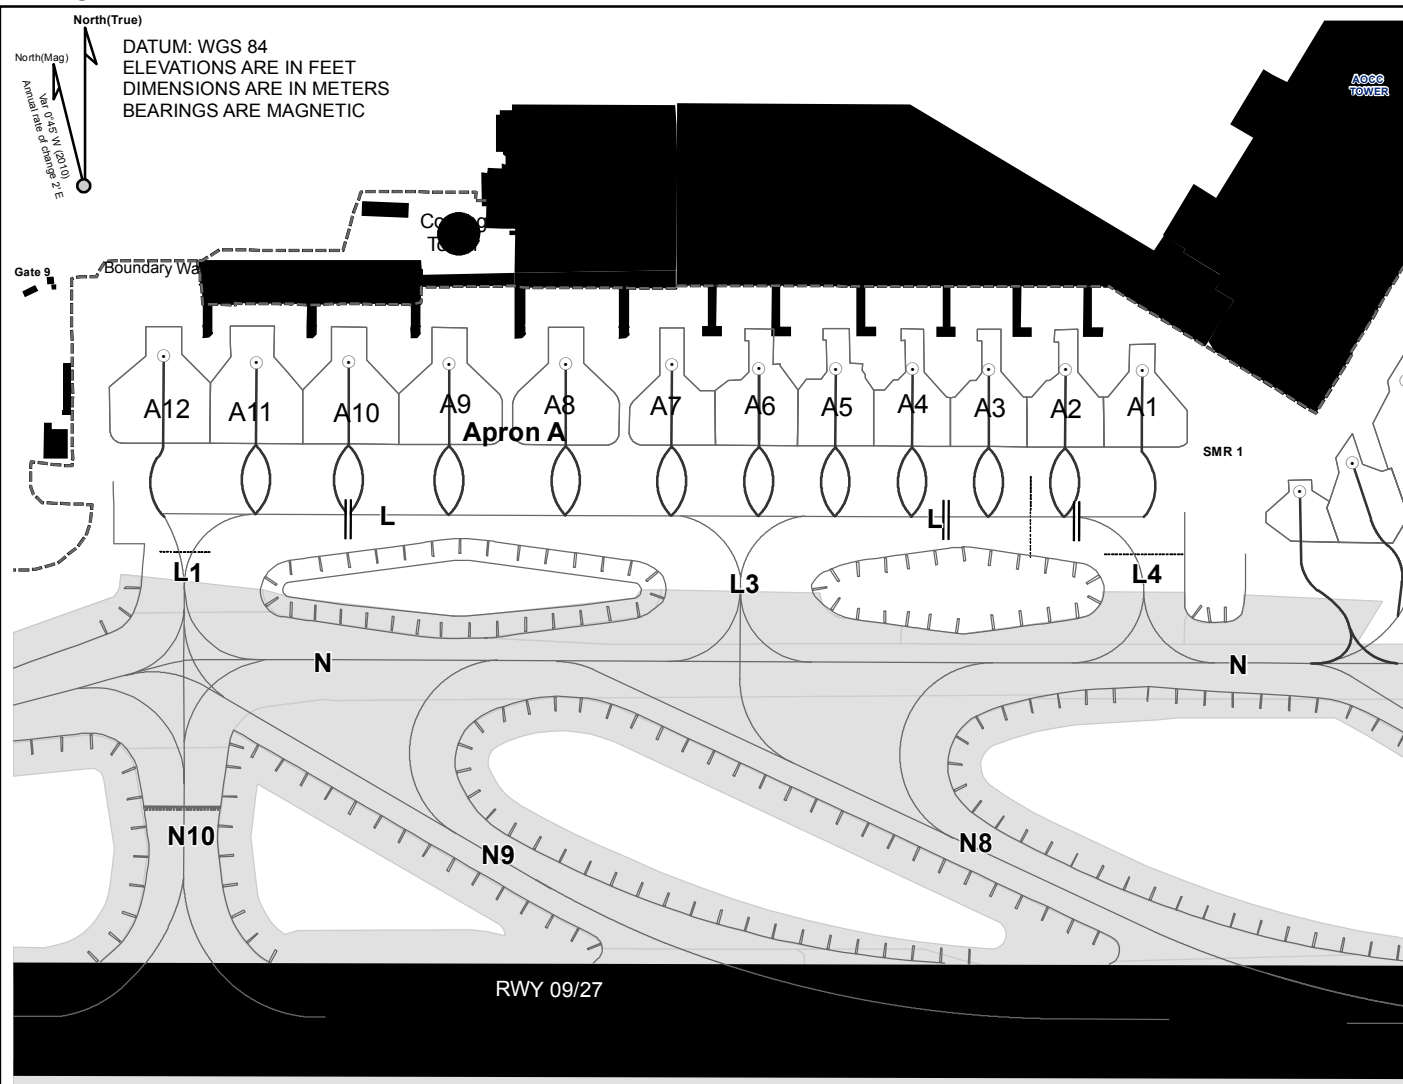 North(True)
North(Mag)
Var 0°45' W (2010)
Annual rate of change 2' E
DATUM: WGS 84
ELEVATIONS ARE IN FEET
DIMENSIONS ARE IN METERS
BEARINGS ARE MAGNETIC
AOCC
TOWER
Gate 9
Boundary Wa
A12
A11
A10
A9
A8
A7
A6
A5
A4
A3
A2
A1
Apron A
SMR 1
L
L
L1
L3
L4
N
N
N10
N9
N8
RWY 09/27